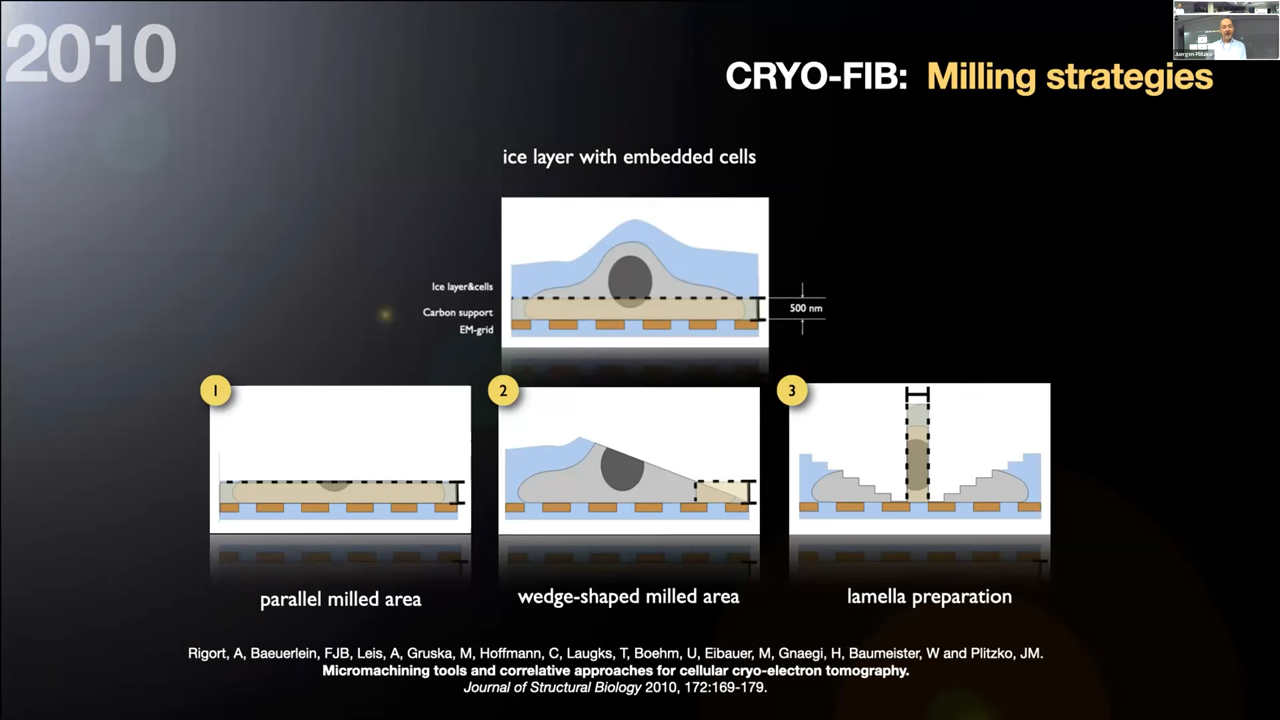 2010
Juergen Plitzko
CRYO-FIB: Milling strategies
ice layer with embedded cells
Ice layer&cells
Carbon support
EM-grid
500 nm
1
2
3
parallel milled area
wedge-shaped milled area
lamella preparation
Rigort, A, Baeuerlein, FJB, Leis, A, Gruska, M, Hoffmann, C, Laugks, T, Boehm, U, Eibauer, M, Gnaegi, H, Baumeister, W and Plitzko, JM.
Micromachining tools and correlative approaches for cellular cryo-electron tomography.
Journal of Structural Biology 2010, 172:169-179.